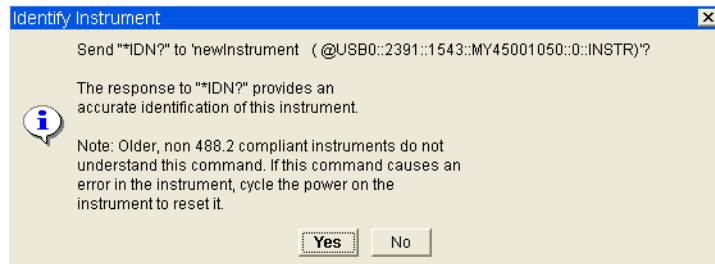 Identify Instrument
Send "*IDN?" to 'newInstrument ( @USB0::2391::1543::MY45001050::0::INSTR)'?
The response to "*IDN?" provides an
accurate identification of this instrument.
Note: Older, non 488.2 compliant instruments do not
understand this command. If this command causes an
error in the instrument, cycle the power on the
instrument to reset it.
Yes No